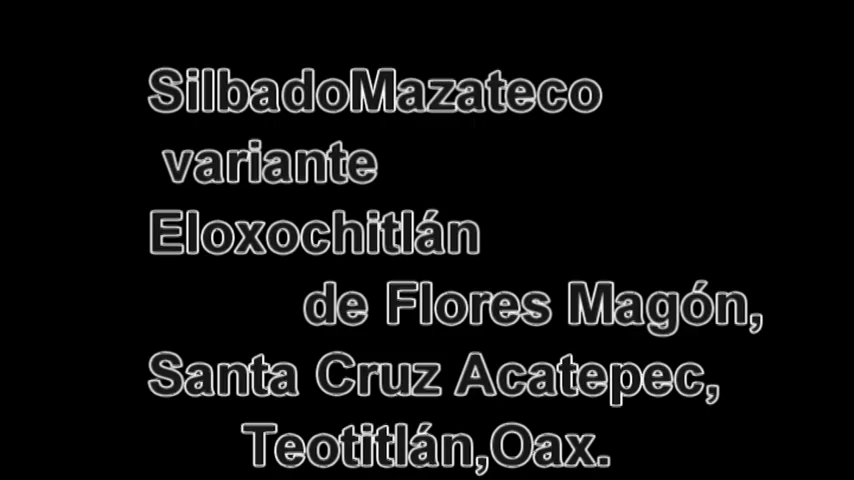 SilbadoMazateco
variante
Eloxochitlán
de Flores Magón,
Santa Cruz Acatepec,
Teotitlán,Oax.